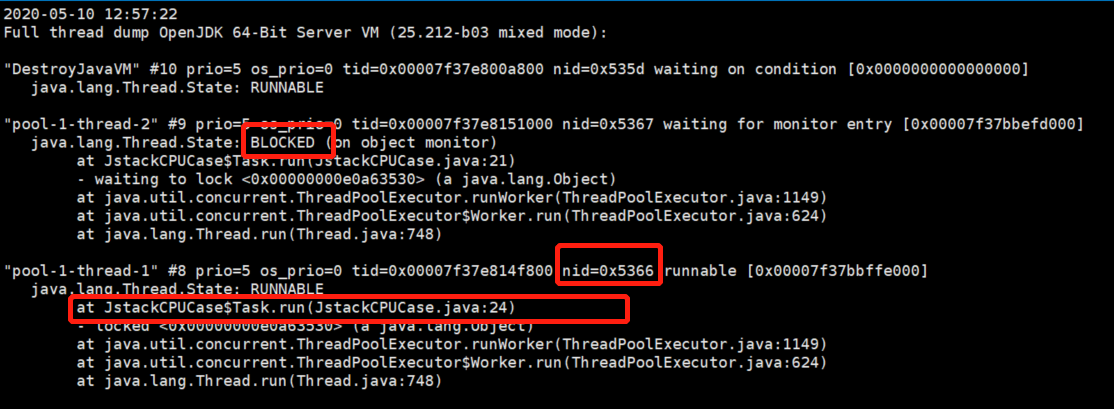 2020-05-10 12:57:22
Full thread dump OpenJDK 64-Bit Server VM (25.212-b03 mixed mode):
"DestroyJavaVM" #10 prio=5 os_prio=0 tid=0x00007f37e800a800 nid=0x535d waiting on condition [0x0000000000000000]
java.lang.Thread.State: RUNNABLE
"pool-1-thread-2" #9 prio=5 os_prio=0 tid=0x00007f37e8151000 nid=0x5367 waiting for monitor entry [0x00007f37bbefd000]
java.lang.Thread.State: BLOCKED (on object monitor)
at JstackCPUCase$Task.run(JstackCPUCase.java:21)
- waiting to lock <0x00000000e0a63530> (a java.lang.Object)
at java.util.concurrent.ThreadPoolExecutor.runWorker(ThreadPoolExecutor.java:1149)
at java.util.concurrent.ThreadPoolExecutor$Worker.run(ThreadPoolExecutor.java:624)
at java.lang.Thread.run(Thread.java:748)
"pool-1-thread-1" #8 prio=5 os_prio=0 tid=0x00007f37e814f800 nid=0x5366 runnable [0x00007f37bbffe000]
java.lang.Thread.State: RUNNABLE
at JstackCPUCase$Task.run(JstackCPUCase.java:24)
- locked <0x00000000e0a63530> (a java.lang.Object)
at java.util.concurrent.ThreadPoolExecutor.runWorker(ThreadPoolExecutor.java:1149)
at java.util.concurrent.ThreadPoolExecutor$Worker.run(ThreadPoolExecutor.java:624)
at java.lang.Thread.run(Thread.java:748)